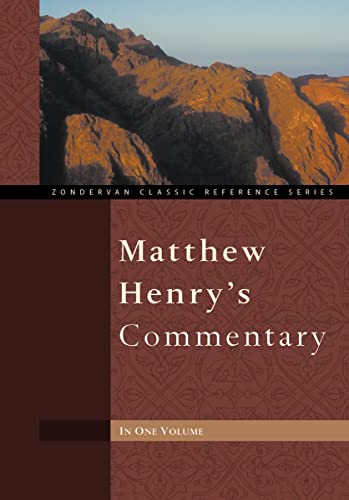 ZONDERVAN CLASSIC REFERENCE SERIES
Matthew
Henry's
Commentary
IN ONE VOLUME